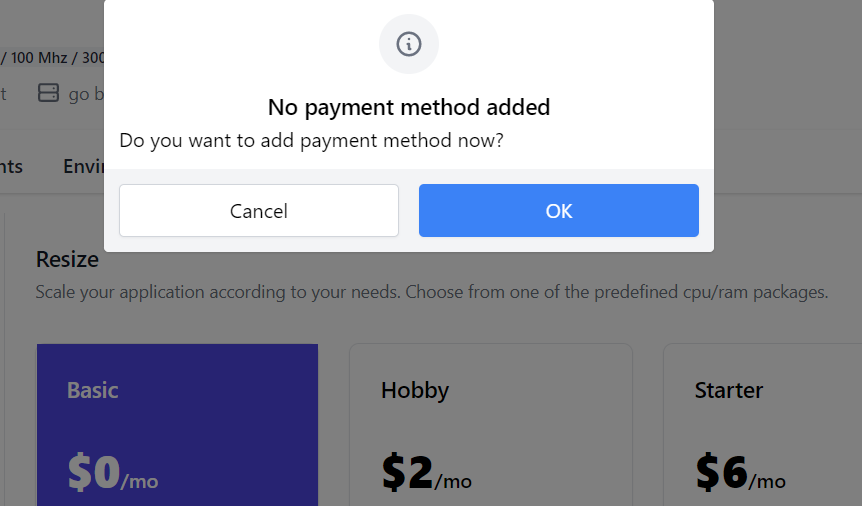 / 100 Mhz / 300
No payment method added
Do you want to add payment method now?
Cancel
OK
t
go b
nts
Envi
Resize
Scale your application according to your needs. Choose from one of the predefined cpu/ram packages.
Basic
Hobby
Starter
$0/mo
$2/mo
$6/mo